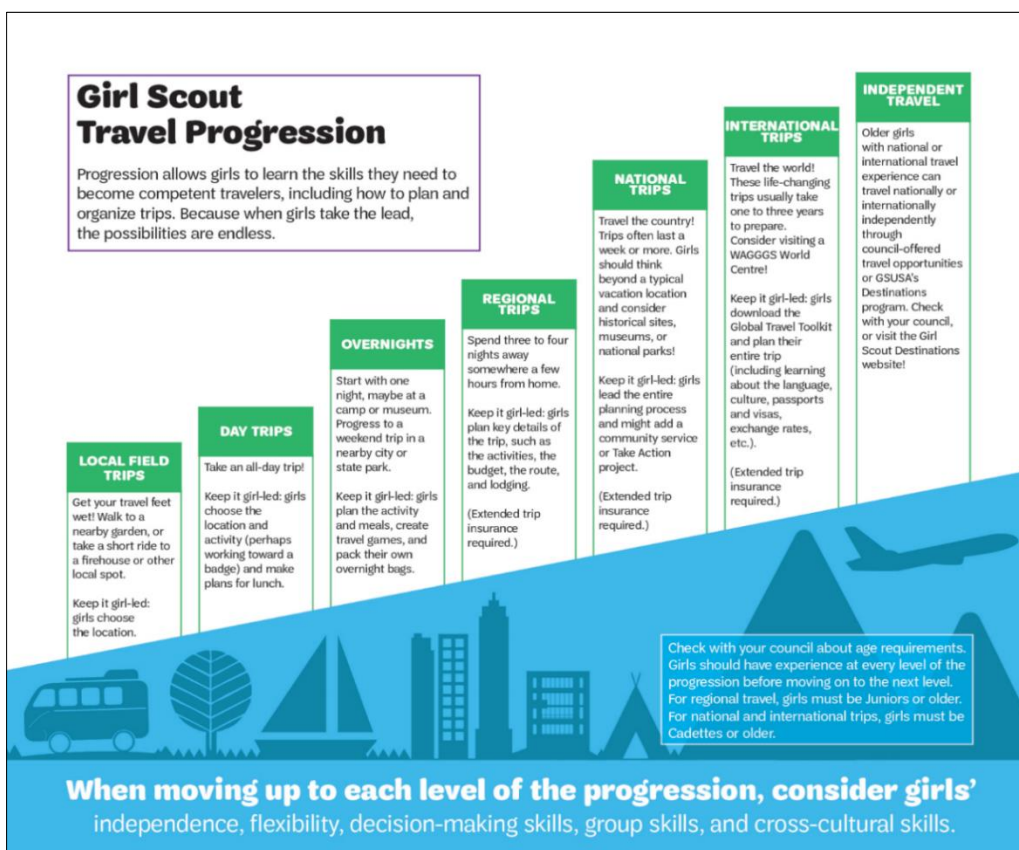 Girl Scout
Travel Progression
Progression allows girls to learn the skills they need to
become competent travelers, including how to plan and
organize trips. Because when girls take the lead,
the possibilities are endless.
LOCAL FIELD
TRIPS
Get your travel feet
wet! Walk to a
nearby garden, or
take a short ride to
a firehouse or other
local spot.
Keep it girl-led:
girls choose
the location.
DAY TRIPS
Take an all-day trip!
Keep it girl-led: girls
choose the
location and
activity (perhaps
working toward a
badge) and make
plans for lunch.
OVERNIGHTS
Start with one
night, maybe at a
camp or museum.
Progress to a
weekend trip in a
nearby city or
state park.
Keep it girl-led: girls
plan the activity
and meals, create
travel games, and
pack their own
overnight bags.
REGIONAL
TRIPS
Spend three to four
nights away
somewhere a few
hours from home.
Keep it girl-led: girls
plan key details of
the trip, such as
the activities, the
budget, the route,
and lodging.
(Extended trip
insurance
required.)
NATIONAL
TRIPS
Travel the country!
Trips often last a
week or more. Girls
should think
beyond a typical
vacation location
and consider
historical sites,
museums, or
national parks!
Keep it girl-led: girls
lead the entire
planning process
and might add a
community service
or Take Action
project.
(Extended trip
insurance
required.)
INTERNATIONAL
TRIPS
Travel the world!
These life-changing
trips usually take
one to three years
to prepare.
Consider visiting a
WAGGGS World
Centre!
Keep it girl-led: girls
download the
Global Travel Toolkit
and plan their
entire trip
(including learning
about the language,
culture, passports
and visas,
exchange rates,
etc.).
(Extended trip
insurance
required.)
INDEPENDENT
TRAVEL
Older girls
with national or
international travel
experience can
travel nationally or
internationally
independently
through
council-offered
travel opportunities
or GSUSA's
Destinations
program. Check
with your council,
or visit the Girl
Scout Destinations
website!
Check with your council about age requirements.
Girls should have experience at every level of the
progression before moving on to the next level.
For regional travel, girls must be Juniors or older.
For national and international trips, girls must be
Cadettes or older.
When moving up to each level of the progression, consider girls'
independence, flexibility, decision-making skills, group skills, and cross-cultural skills.